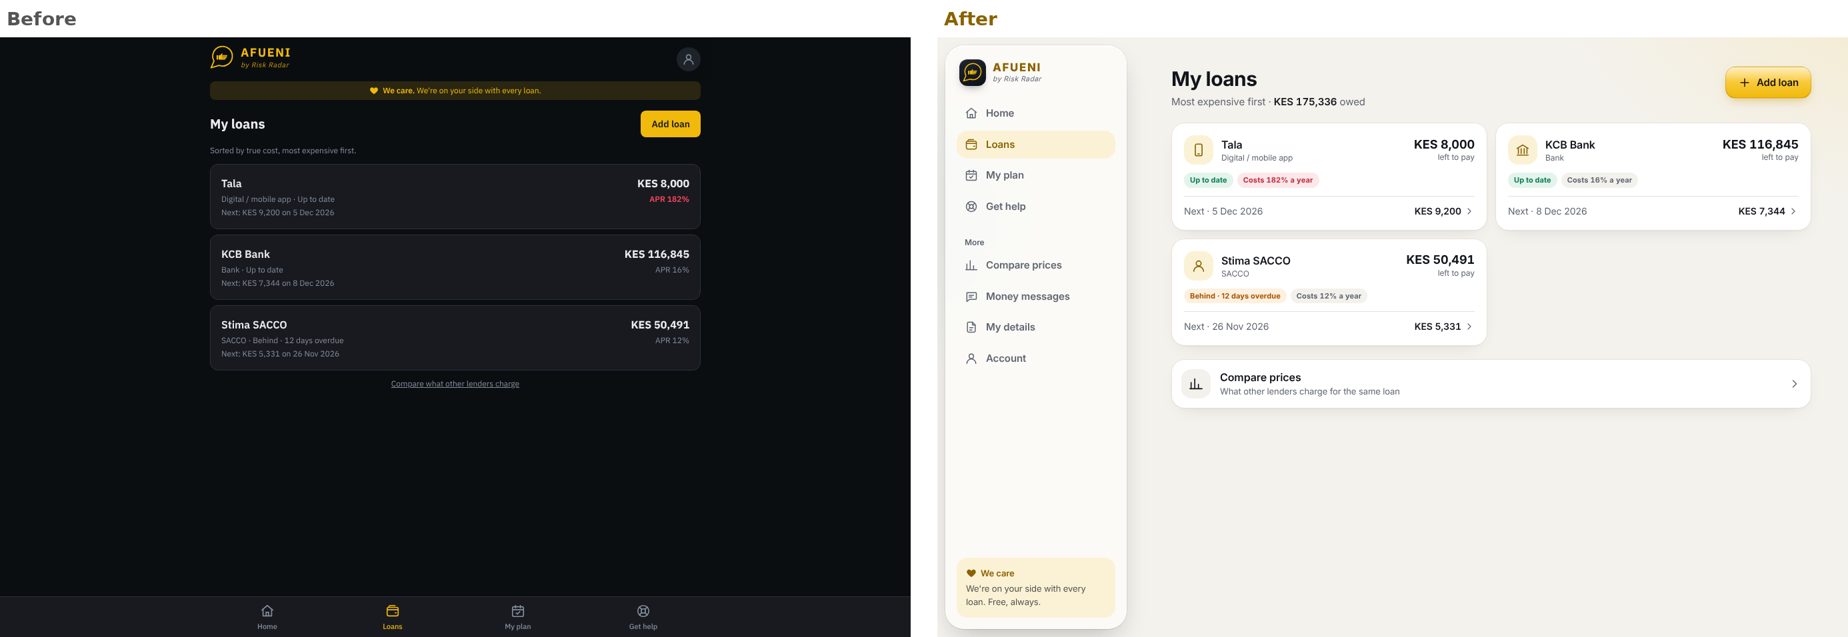 Before
AFUENI
by Risk Radar
We care. We're on your side with every loan.
My loans
Add loan
Sorted by true cost, most expensive first.
Tala
KES 8,000
Digital / mobile app · Up to date
APR 182%
Next: KES 9,200 on 5 Dec 2026
KCB Bank
KES 116,845
Bank · Up to date
APR 16%
Next: KES 7,344 on 8 Dec 2026
Stima SACCO
KES 50,491
SACCO · Behind · 12 days overdue
APR 12%
Next: KES 5,331 on 26 Nov 2026
Compare what other lenders charge
Home
Loans
My plan
Get help
After
AFUENI
by Risk Radar
Home
Loans
My plan
Get help
More
Compare prices
Money messages
My details
Account
We care
We're on your side with every
loan. Free, always.
My loans
Most expensive first · KES 175,336 owed
Add loan
Tala
KES 8,000
Digital / mobile app
left to pay
Up to date
Costs 182% a year
Next · 5 Dec 2026
KES 9,200
KCB Bank
KES 116,845
Bank
left to pay
Up to date
Costs 16% a year
Next · 8 Dec 2026
KES 7,344
Stima SACCO
KES 50,491
SACCO
left to pay
Behind · 12 days overdue
Costs 12% a year
Next · 26 Nov 2026
KES 5,331
Compare prices
What other lenders charge for the same loan